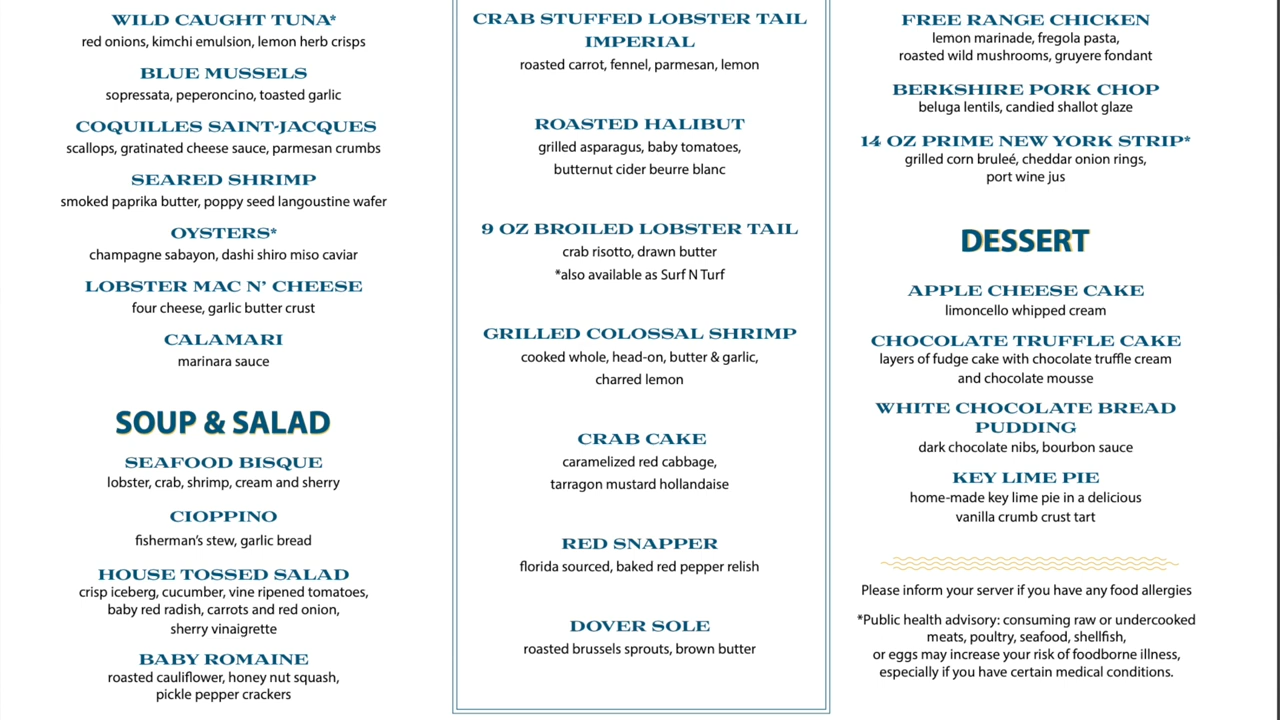 WILD CAUGHT TUNA*
red onions, kimchi emulsion, lemon herb crisps
BLUE MUSSELS
sopressata, peperoncino, toasted garlic
COQUILLES SAINT-JACQUES
scallops, gratinated cheese sauce, parmesan crumbs
SEARED SHRIMP
smoked paprika butter, poppy seed langoustine wafer
OYSTERS*
champagne sabayon, dashi shiro miso caviar
LOBSTER MAC N' CHEESE
four cheese, garlic butter crust
CALAMARI
marinara sauce
SOUP & SALAD
SEAFOOD BISQUE
lobster, crab, shrimp, cream and sherry
CIOPPINO
fisherman's stew, garlic bread
HOUSE TOSSED SALAD
crisp iceberg, cucumber, vine ripened tomatoes,
baby red radish, carrots and red onion,
sherry vinaigrette
BABY ROMAINE
roasted cauliflower, honey nut squash,
pickle pepper crackers
CRAB STUFFED LOBSTER TAIL
IMPERIAL
roasted carrot, fennel, parmesan, lemon
ROASTED HALIBUT
grilled asparagus, baby tomatoes,
butternut cider beurre blanc
9 OZ BROILED LOBSTER TAIL
crab risotto, drawn butter
*also available as Surf N Turf
GRILLED COLOSSAL SHRIMP
cooked whole, head-on, butter & garlic,
charred lemon
CRAB CAKE
caramelized red cabbage,
tarragon mustard hollandaise
RED SNAPPER
florida sourced, baked red pepper relish
DOVER SOLE
roasted brussels sprouts, brown butter
FREE RANGE CHICKEN
lemon marinade, fregola pasta,
roasted wild mushrooms, gruyere fondant
BERKSHIRE PORK CHOP
beluga lentils, candied shallot glaze
14 OZ PRIME NEW YORK STRIP*
grilled corn bruleé, cheddar onion rings,
port wine jus
DESSERT
APPLE CHEESE CAKE
limoncello whipped cream
CHOCOLATE TRUFFLE CAKE
layers of fudge cake with chocolate truffle cream
and chocolate mousse
WHITE CHOCOLATE BREAD
PUDDING
dark chocolate nibs, bourbon sauce
KEY LIME PIE
home-made key lime pie in a delicious
vanilla crumb crust tart
Please inform your server if you have any food allergies
*Public health advisory: consuming raw or undercooked
meats, poultry, seafood, shellfish,
or eggs may increase your risk of foodborne illness,
especially if you have certain medical conditions.